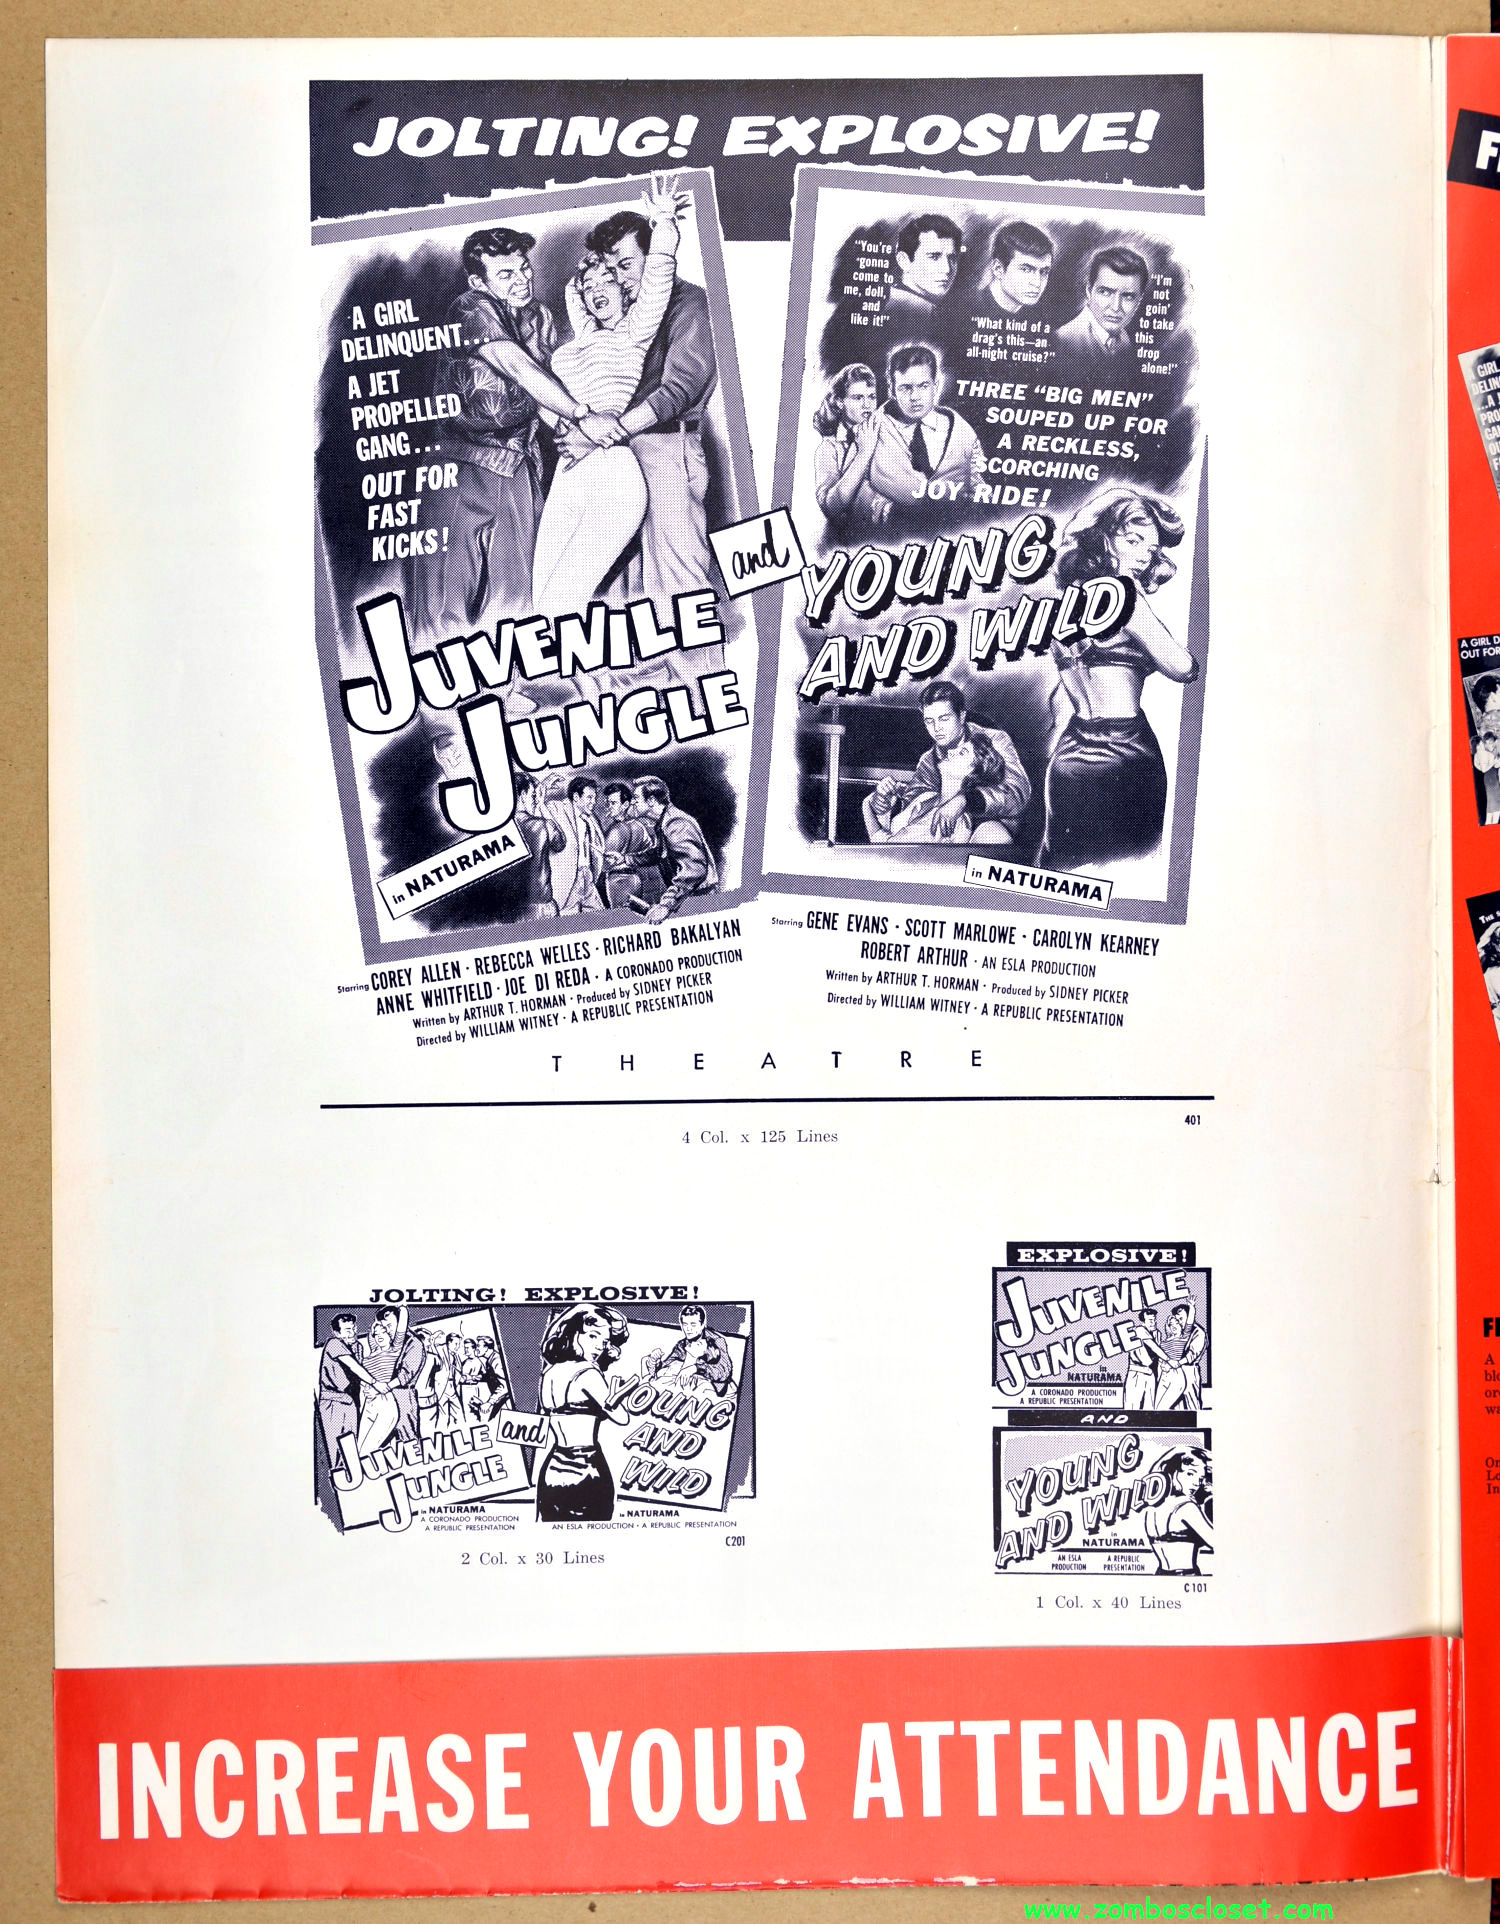 JOLTING! EXPLOSIVE!
A GIRL
DELINQUENT...
A JET
PROPELLED
GANG...
OUT FOR
FAST
KICKS!
JUVENILE
JUNGLE
in NATURAMA
Starring COREY ALLEN · REBECCA WELLES · RICHARD BAKALYAN
ANNE WHITFIELD · JOE DI REDA · A CORONADO PRODUCTION
Written by ARTHUR T. HORMAN · Produced by SIDNEY PICKER
Directed by WILLIAM WITNEY · A REPUBLIC PRESENTATION
and
"You're
'gonna
come to
me, doll,
and
like it!"
"What kind of a
drag's this—an
all-night cruise?"
"I'm
not
goin'
to take
this
drop
alone!"
THREE "BIG MEN"
SOUPED UP FOR
A RECKLESS,
SCORCHING
JOY RIDE!
YOUNG
AND WILD
in NATURAMA
Starring GENE EVANS · SCOTT MARLOWE · CAROLYN KEARNEY
ROBERT ARTHUR · AN ESLA PRODUCTION
Written by ARTHUR T. HORMAN · Produced by SIDNEY PICKER
Directed by WILLIAM WITNEY · A REPUBLIC PRESENTATION
THEATRE
401
4 Col. x 125 Lines
JOLTING! EXPLOSIVE!
JUVENILE
JUNGLE
in NATURAMA
A CORONADO PRODUCTION
A REPUBLIC PRESENTATION
and
YOUNG
AND
WILD
in NATURAMA
AN ESLA PRODUCTION · A REPUBLIC PRESENTATION
C201
2 Col. x 30 Lines
EXPLOSIVE!
JUVENILE
JUNGLE
in
NATURAMA
A CORONADO PRODUCTION
A REPUBLIC PRESENTATION
AND
YOUNG
AND WILD
in
NATURAMA
AN ESLA
PRODUCTION
A REPUBLIC
PRESENTATION
C101
1 Col. x 40 Lines
INCREASE YOUR ATTENDANCE
A GIRL
OUT FOR
www.zomboscloset.com